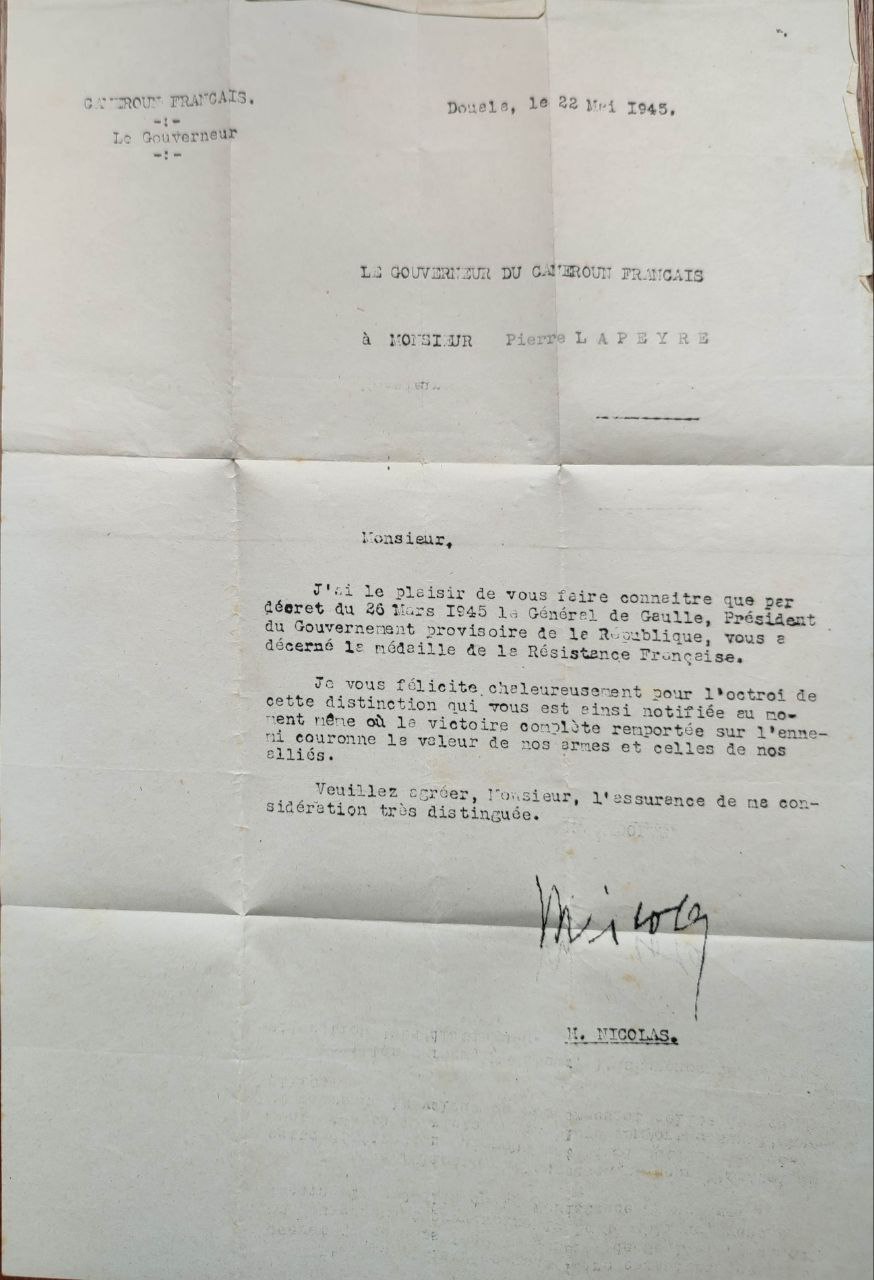 CAMEROUN FRANCAIS.
-:-
Le Gouverneur
-:-
Douala, le 22 Mai 1945.
LE GOUVERNEUR DU CAMEROUN FRANCAIS
à MONSIEUR Pierre L A P E Y R E
Monsieur,
J'ai le plaisir de vous faire connaitre que par
décret du 26 Mars 1945 le Général de Gaulle, Président
du Gouvernement provisoire de la République, vous a
décerné la médaille de la Résistance Française.
Je vous félicite chaleureusement pour l'octroi de
cette distinction qui vous est ainsi notifiée au mo-
ment même où la victoire complète remportée sur l'enne-
mi couronne la valeur de nos armes et celles de nos
alliés.
Veuillez agréer, Monsieur, l'assurance de ma con-
sidération très distinguée.
Nicolas
H. NICOLAS.